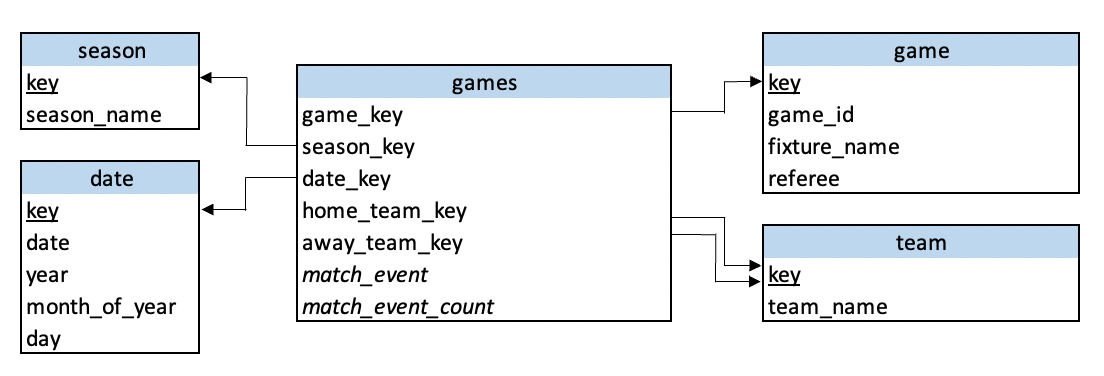 season
key
season_name
date
key
date
year
month_of_year
day
games
game_key
season_key
date_key
home_team_key
away_team_key
match_event
match_event_count
game
key
game_id
fixture_name
referee
team
key
team_name